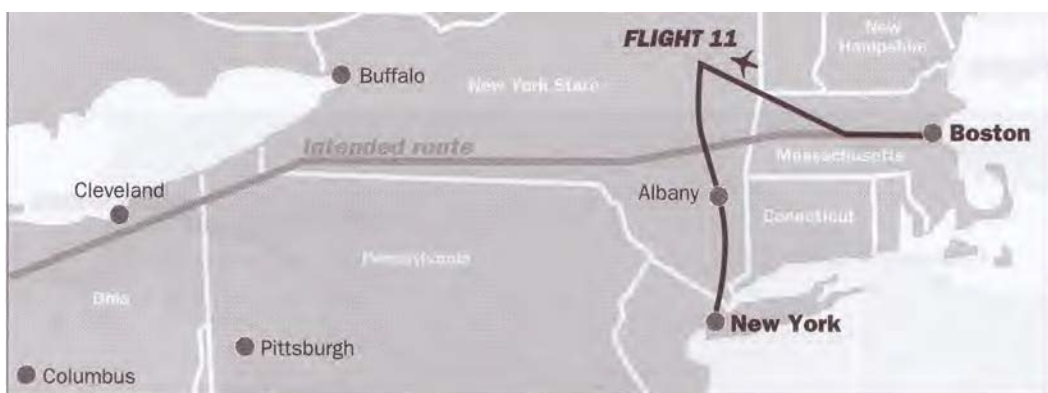 FLIGHT 11
New
Hampshire
Buffalo
New York State
Boston
Intended route
Massachusetts
Cleveland
Albany
Connecticut
Pennsylvania
Ohio
New York
Pittsburgh
Columbus